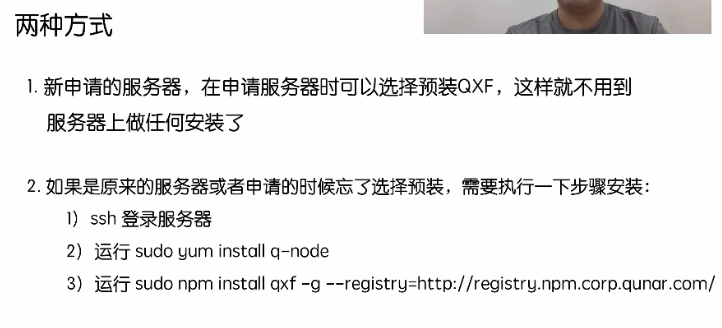 两种方式
1. 新申请的服务器，在申请服务器时可以选择预装QXF，这样就不用到
服务器上做任何安装了
2. 如果是原来的服务器或者申请的时候忘了选择预装，需要执行一下步骤安装：
1）ssh 登录服务器
2）运行 sudo yum install q-node
3）运行 sudo npm install qxf -g --registry=http://registry.npm.corp.qunar.com/